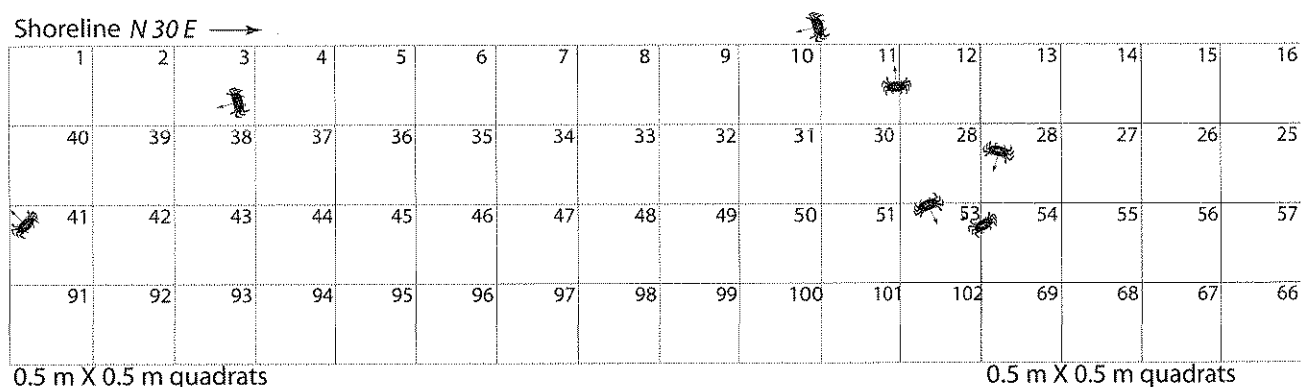 Shoreline N 30 E
1 2 3 4 5 6 7 8 9 10 11 12 13 14 15 16
40 39 38 37 36 35 34 33 32 31 30 28 28 27 26 25
41 42 43 44 45 46 47 48 49 50 51 53 54 55 56 57
91 92 93 94 95 96 97 98 99 100 101 102 69 68 67 66
0.5 m X 0.5 m quadrats 0.5 m X 0.5 m quadrats